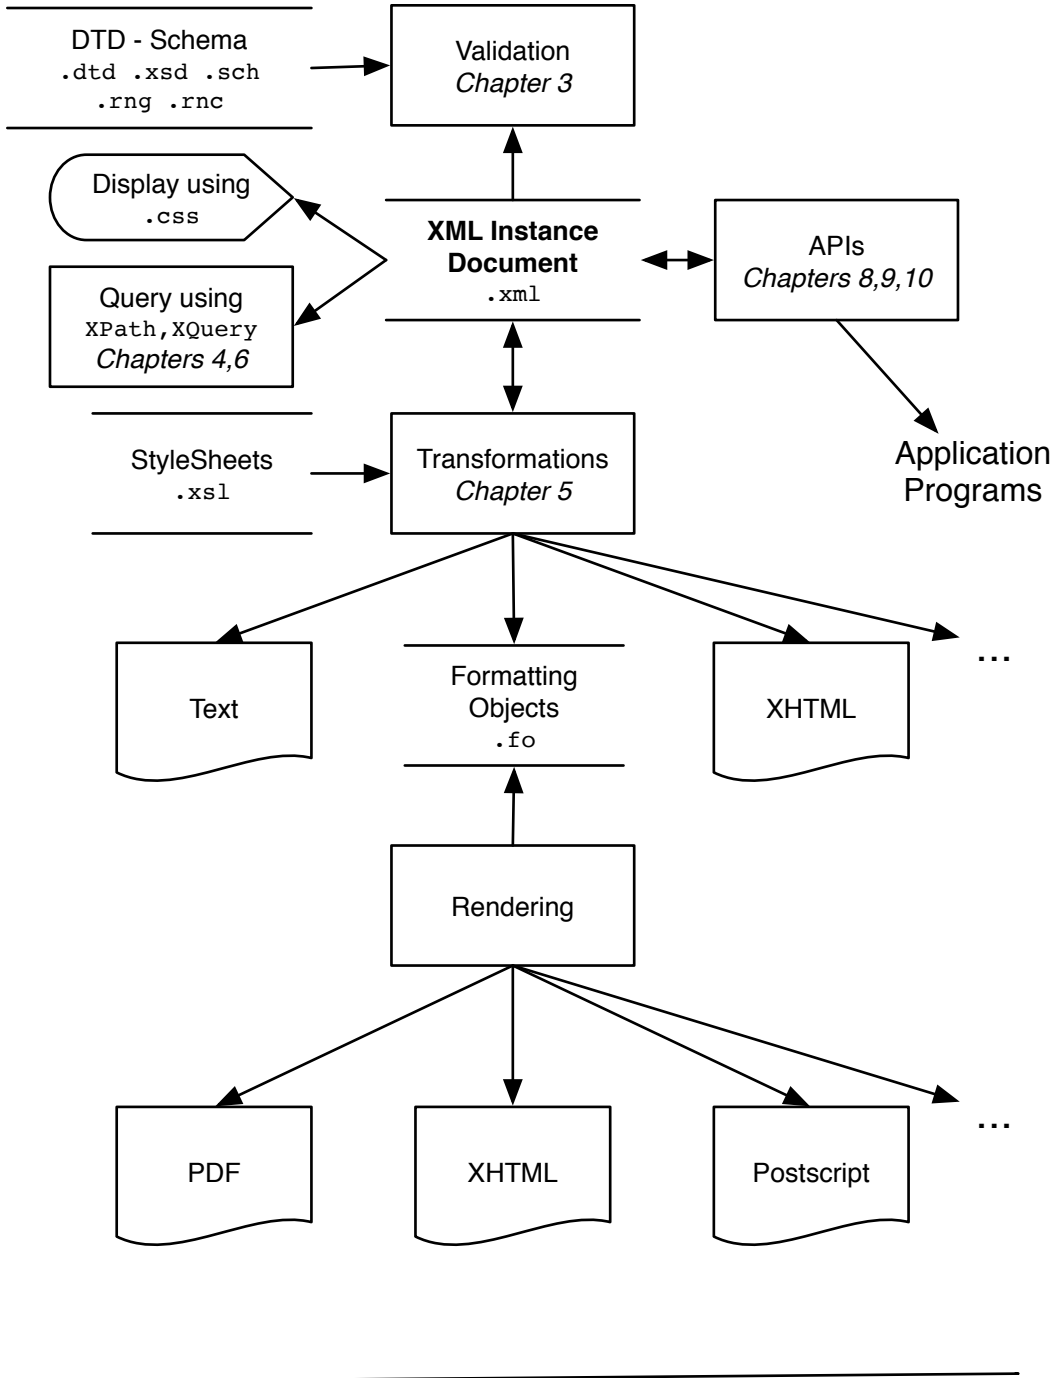 DTD - Schema
.dtd .xsd .sch
.rng .rnc
Validation
Chapter 3
Display using
.css
XML Instance
Document
.xml
APIs
Chapters 8,9,10
Query using
XPath,XQuery
Chapters 4,6
StyleSheets
.xsl
Transformations
Chapter 5
Application
Programs
Text
Formatting
Objects
.fo
XHTML
...
Rendering
PDF
XHTML
Postscript
...